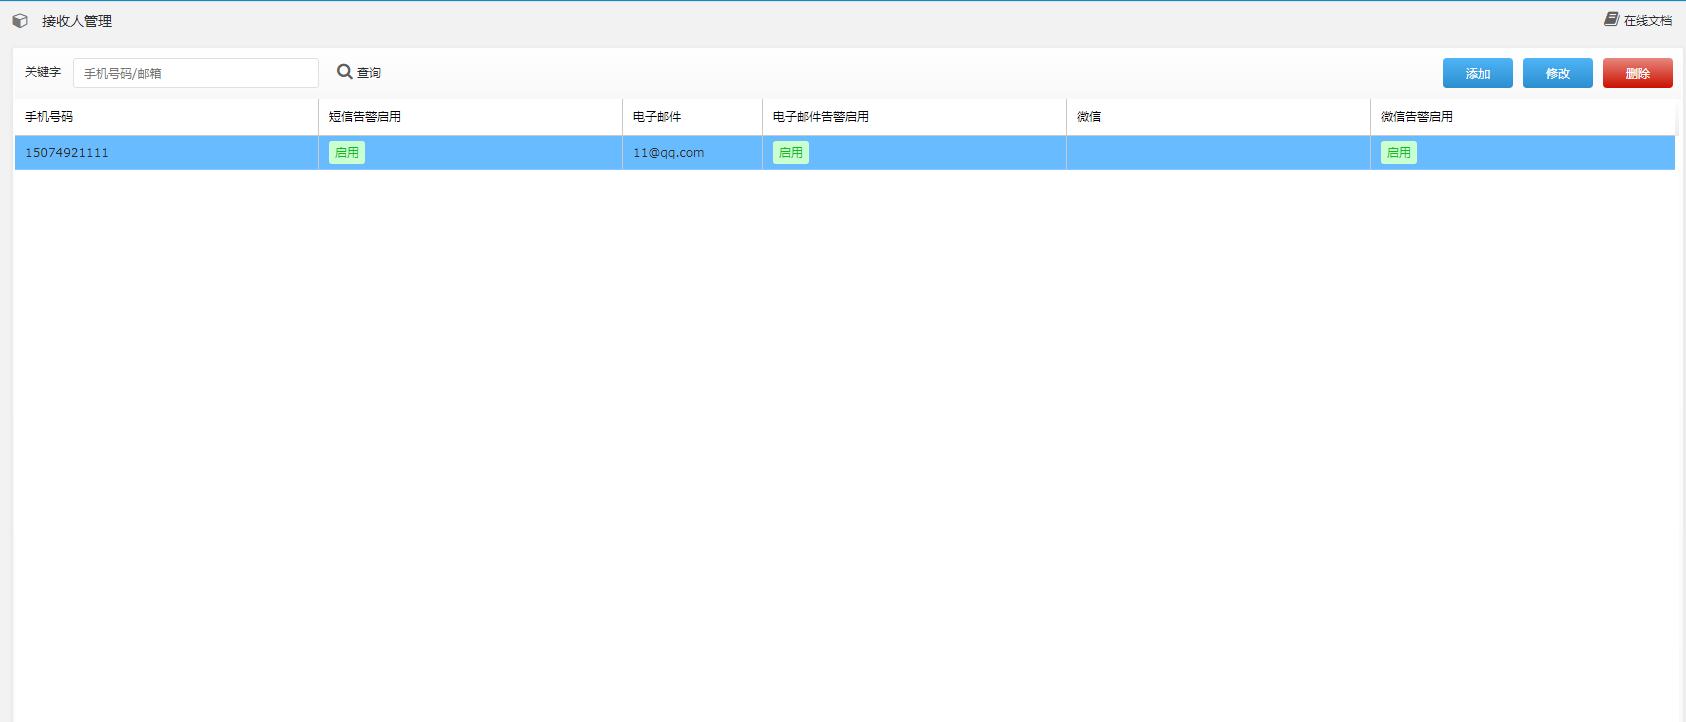 接收人管理
在线文档
关键字 手机号码/邮箱 查询 添加 修改 删除
手机号码 短信告警启用 电子邮件 电子邮件告警启用 微信 微信告警启用
15074921111 启用 11@qq.com 启用 启用